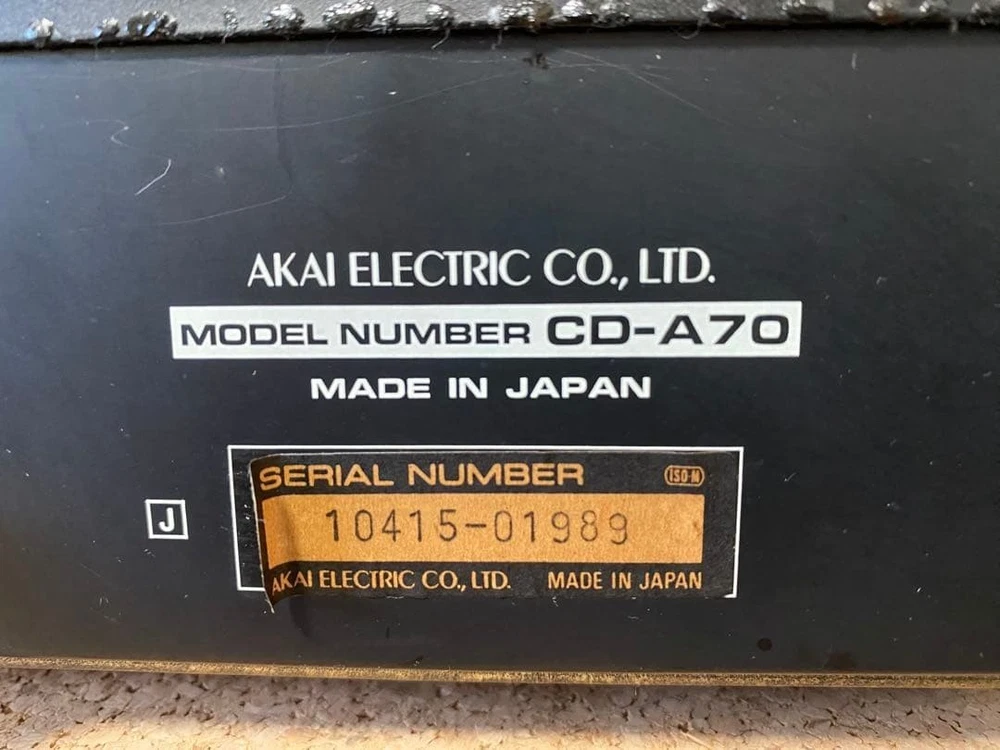 AKAI ELECTRIC CO., LTD.
MODEL NUMBER CD-A70
MADE IN JAPAN
J
SERIAL NUMBER ISO-M
10415-01989
AKAI ELECTRIC CO., LTD. MADE IN JAPAN